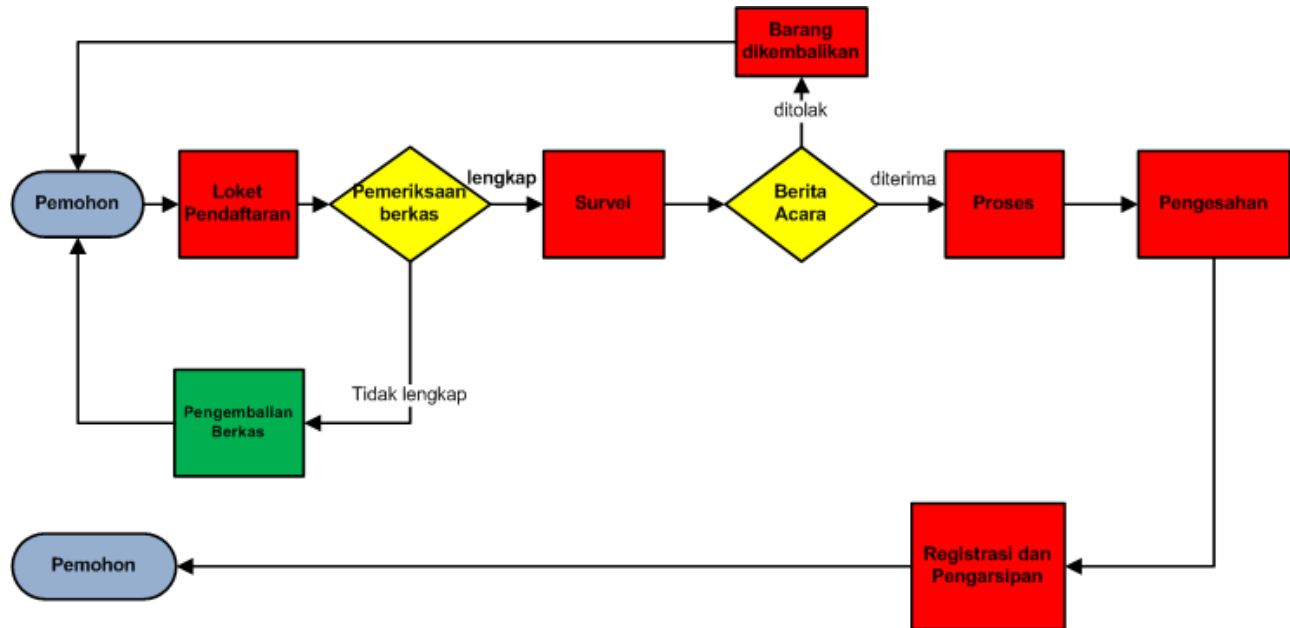 Barang
dikembalikan
ditolak
Pemohon
Loket
Pendaftaran
Pemeriksaan
berkas
lengkap
Survei
Berita
Acara
diterima
Proses
Pengesahan
Tidak lengkap
Pengembalian
Berkas
Pemohon
Registrasi dan
Pengarsipan